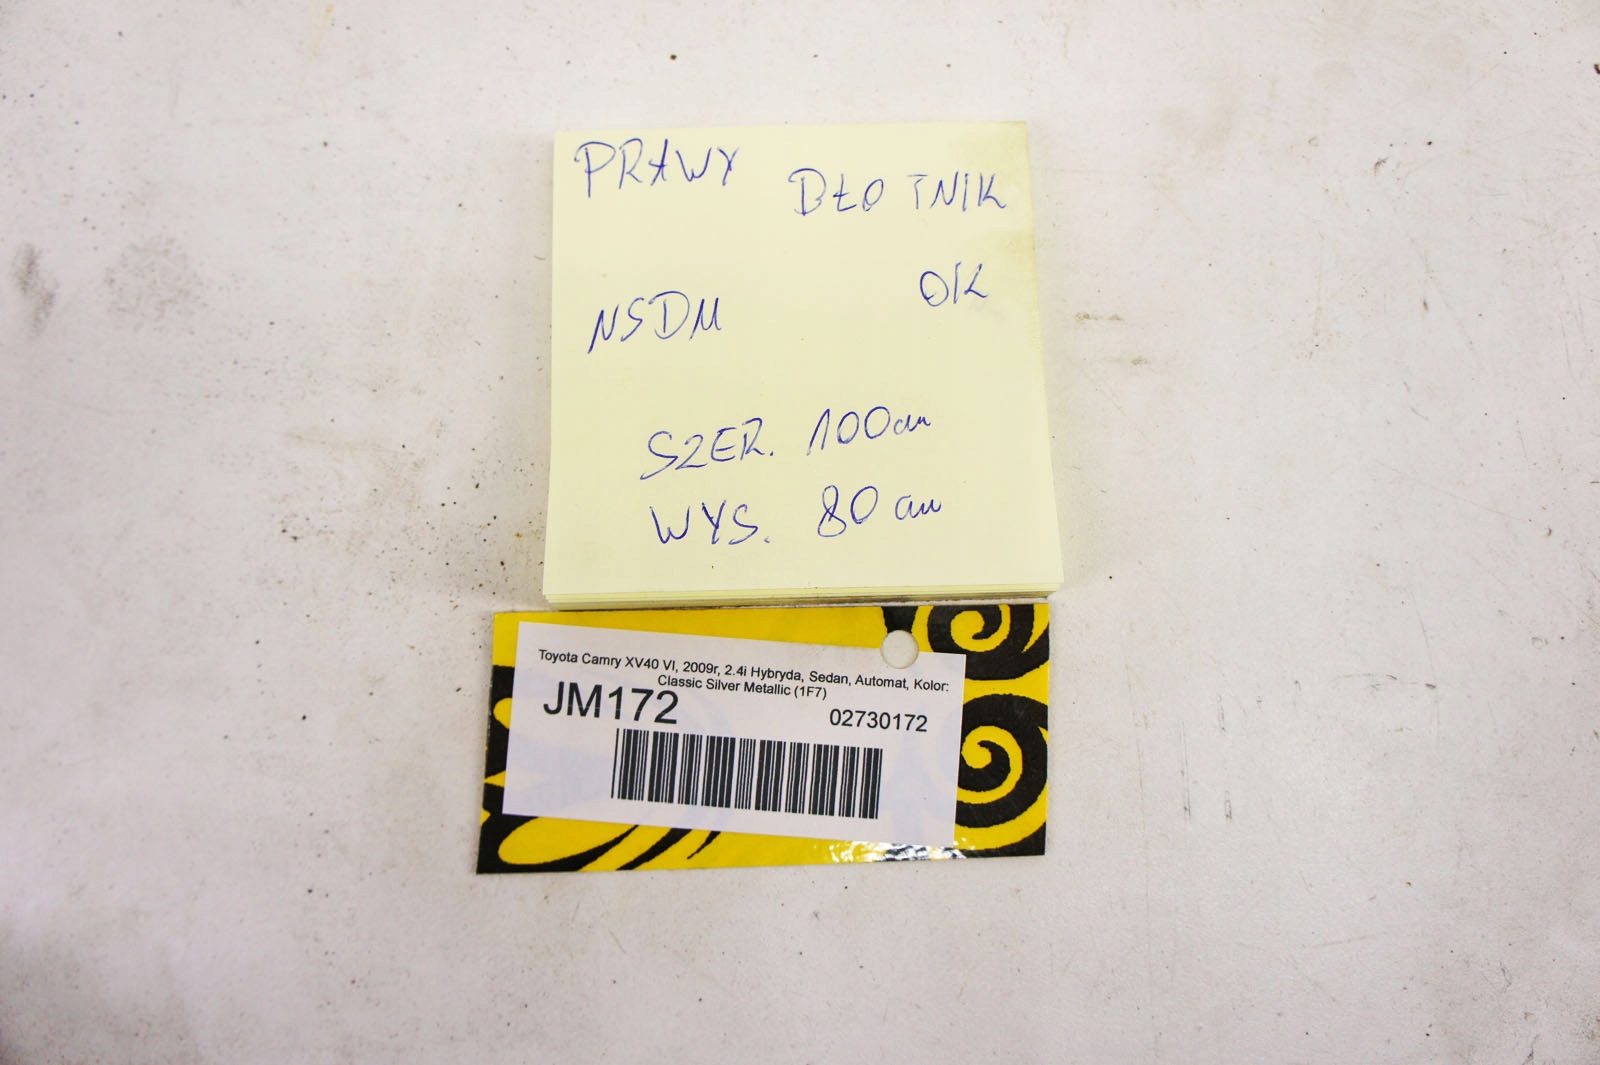 PRAWY BŁOTNIK
OK
NSDM
SZER. 100cm
WYS. 80cm
Toyota Camry XV40 VI, 2009r, 2.4i Hybryda, Sedan, Automat, Kolor:
Classic Silver Metallic (1F7)
JM172 02730172